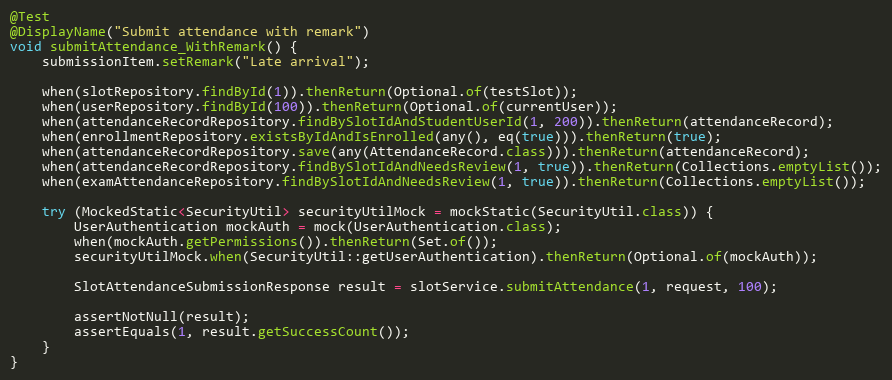 @Test
@DisplayName("Submit attendance with remark")
void submitAttendance_WithRemark() {
    submissionItem.setRemark("Late arrival");

    when(slotRepository.findById(1)).thenReturn(Optional.of(testSlot));
    when(userRepository.findById(100)).thenReturn(Optional.of(currentUser));
    when(attendanceRecordRepository.findBySlotIdAndStudentUserId(1, 200)).thenReturn(attendanceRecord);
    when(enrollmentRepository.existsByIdAndIsEnrolled(any(), eq(true))).thenReturn(true);
    when(attendanceRecordRepository.save(any(AttendanceRecord.class))).thenReturn(attendanceRecord);
    when(attendanceRecordRepository.findBySlotIdAndNeedsReview(1, true)).thenReturn(Collections.emptyList());
    when(examAttendanceRepository.findBySlotIdAndNeedsReview(1, true)).thenReturn(Collections.emptyList());

    try (MockedStatic<SecurityUtil> securityUtilMock = mockStatic(SecurityUtil.class)) {
        UserAuthentication mockAuth = mock(UserAuthentication.class);
        when(mockAuth.getPermissions()).thenReturn(Set.of());
        securityUtilMock.when(SecurityUtil::getUserAuthentication).thenReturn(Optional.of(mockAuth));

        SlotAttendanceSubmissionResponse result = slotService.submitAttendance(1, request, 100);

        assertNotNull(result);
        assertEquals(1, result.getSuccessCount());
    }
}